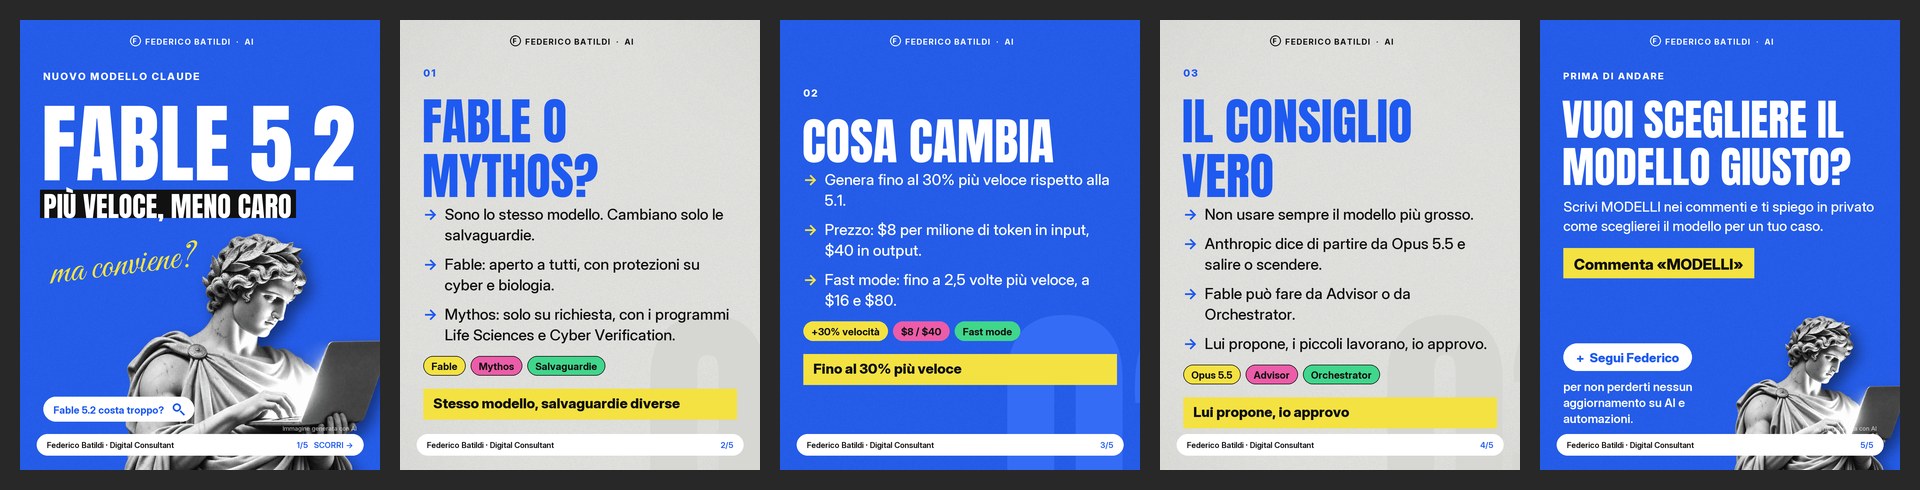 FEDERICO BATILDI · AI
NUOVO MODELLO CLAUDE
FABLE 5.2
PIÙ VELOCE, MENO CARO
ma conviene?
Fable 5.2 costa troppo?
Immagine generata con AI
Federico Batildi · Digital Consultant
1/5 SCORRI →
FEDERICO BATILDI · AI
01
FABLE O
MYTHOS?
→ Sono lo stesso modello. Cambiano solo le
salvaguardie.
→ Fable: aperto a tutti, con protezioni su
cyber e biologia.
→ Mythos: solo su richiesta, con i programmi
Life Sciences e Cyber Verification.
Fable
Mythos
Salvaguardie
Stesso modello, salvaguardie diverse
Federico Batildi · Digital Consultant
2/5
FEDERICO BATILDI · AI
02
COSA CAMBIA
→ Genera fino al 30% più veloce rispetto alla
5.1.
→ Prezzo: $8 per milione di token in input,
$40 in output.
→ Fast mode: fino a 2,5 volte più veloce, a
$16 e $80.
+30% velocità
$8 / $40
Fast mode
Fino al 30% più veloce
Federico Batildi · Digital Consultant
3/5
FEDERICO BATILDI · AI
03
IL CONSIGLIO
VERO
→ Non usare sempre il modello più grosso.
→ Anthropic dice di partire da Opus 5.5 e
salire o scendere.
→ Fable può fare da Advisor o da
Orchestrator.
→ Lui propone, i piccoli lavorano, io approvo.
Opus 5.5
Advisor
Orchestrator
Lui propone, io approvo
Federico Batildi · Digital Consultant
4/5
FEDERICO BATILDI · AI
PRIMA DI ANDARE
VUOI SCEGLIERE IL
MODELLO GIUSTO?
Scrivi MODELLI nei commenti e ti spiego in privato
come sceglierei il modello per un tuo caso.
Commenta «MODELLI»
+ Segui Federico
per non perderti nessun
aggiornamento su AI e
automazioni.
con AI
Federico Batildi · Digital Consultant
5/5